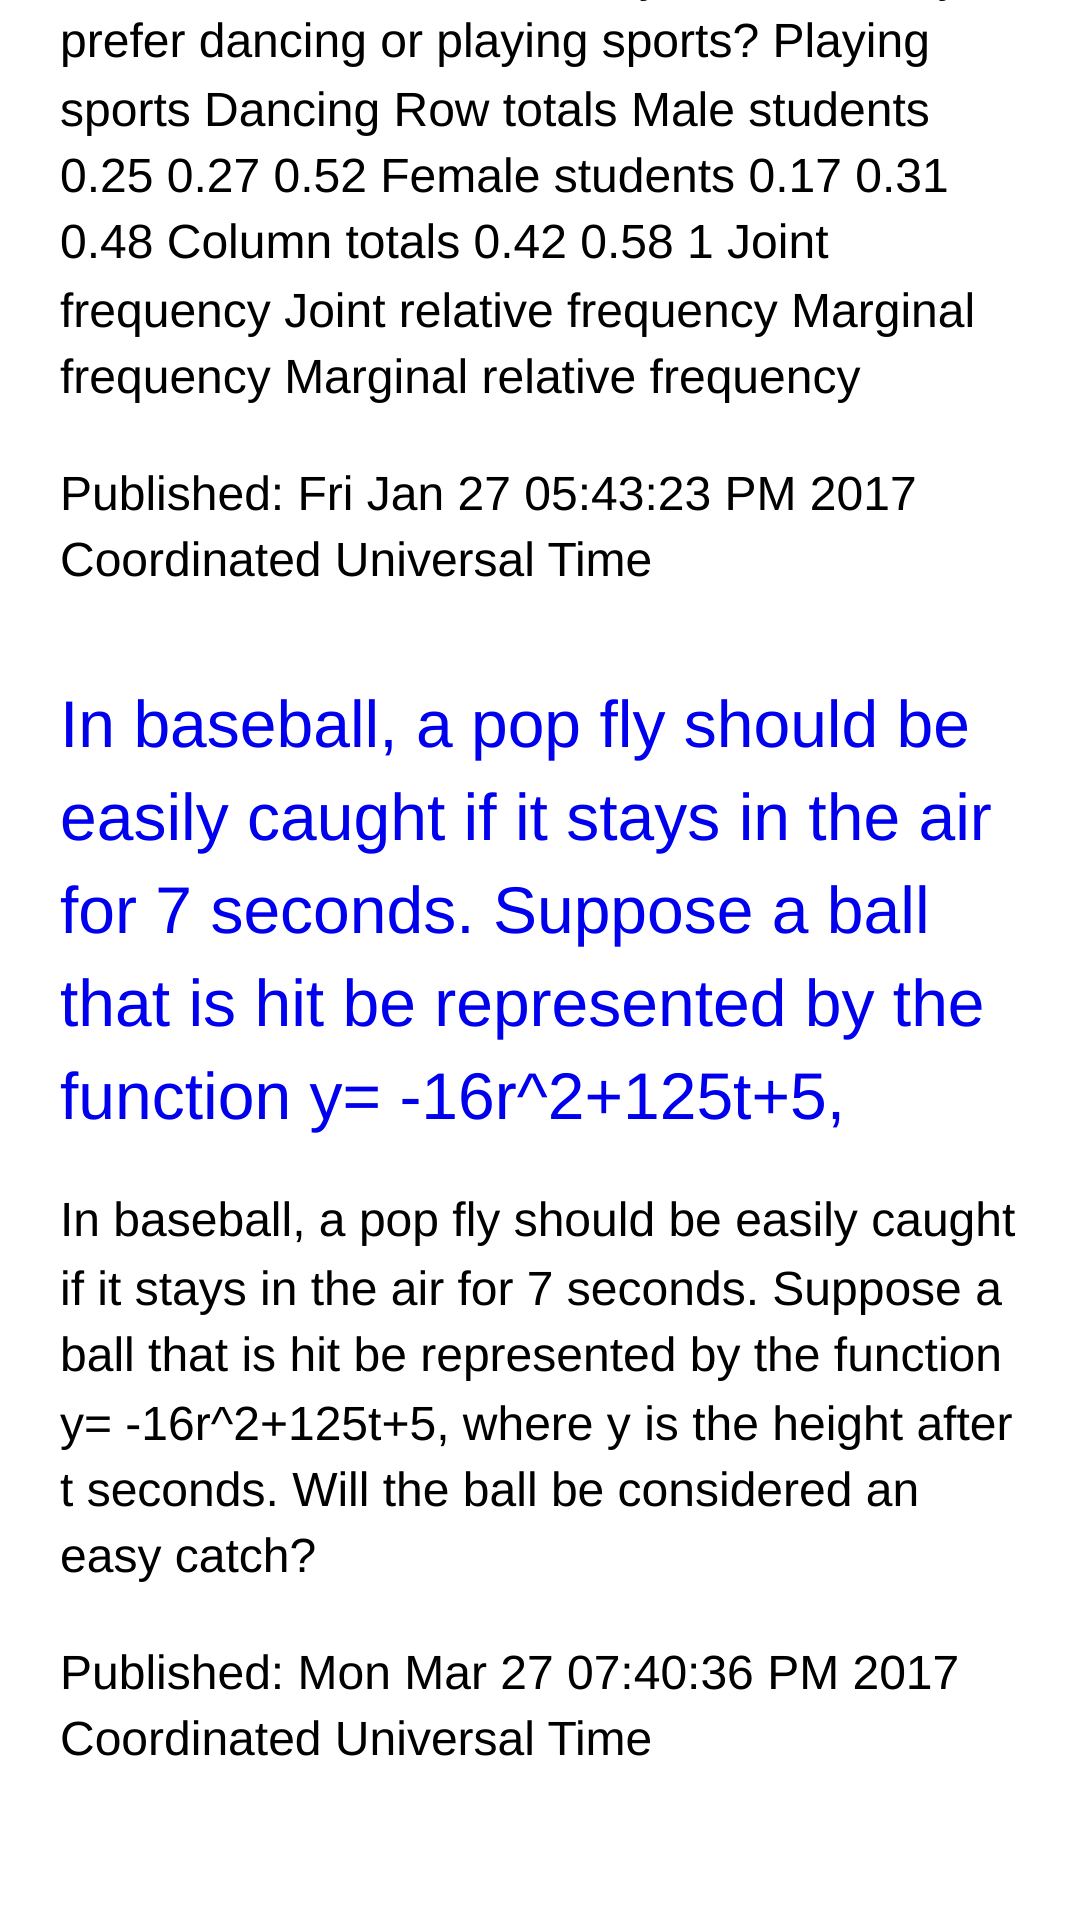 prefer dancing or playing sports? Playing
sports Dancing Row totals Male students
0.25 0.27 0.52 Female students 0.17 0.31
0.48 Column totals 0.42 0.58 1 Joint
frequency Joint relative frequency Marginal
frequency Marginal relative frequency
Published: Fri Jan 27 05:43:23 PM 2017
Coordinated Universal Time
In baseball, a pop fly should be
easily caught if it stays in the air
for 7 seconds. Suppose a ball
that is hit be represented by the
function y= -16r^2+125t+5,
In baseball, a pop fly should be easily caught
if it stays in the air for 7 seconds. Suppose a
ball that is hit be represented by the function
y= -16r^2+125t+5, where y is the height after
t seconds. Will the ball be considered an
easy catch?
Published: Mon Mar 27 07:40:36 PM 2017
Coordinated Universal Time